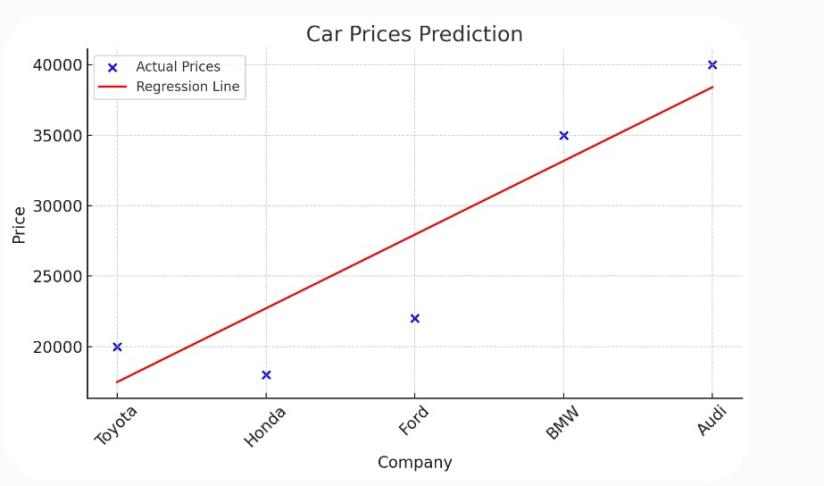 Car Prices Prediction
Actual Prices
Regression Line
40000
35000
30000
25000
20000
Price
Toyota
Honda
Ford
BMW
Audi
Company